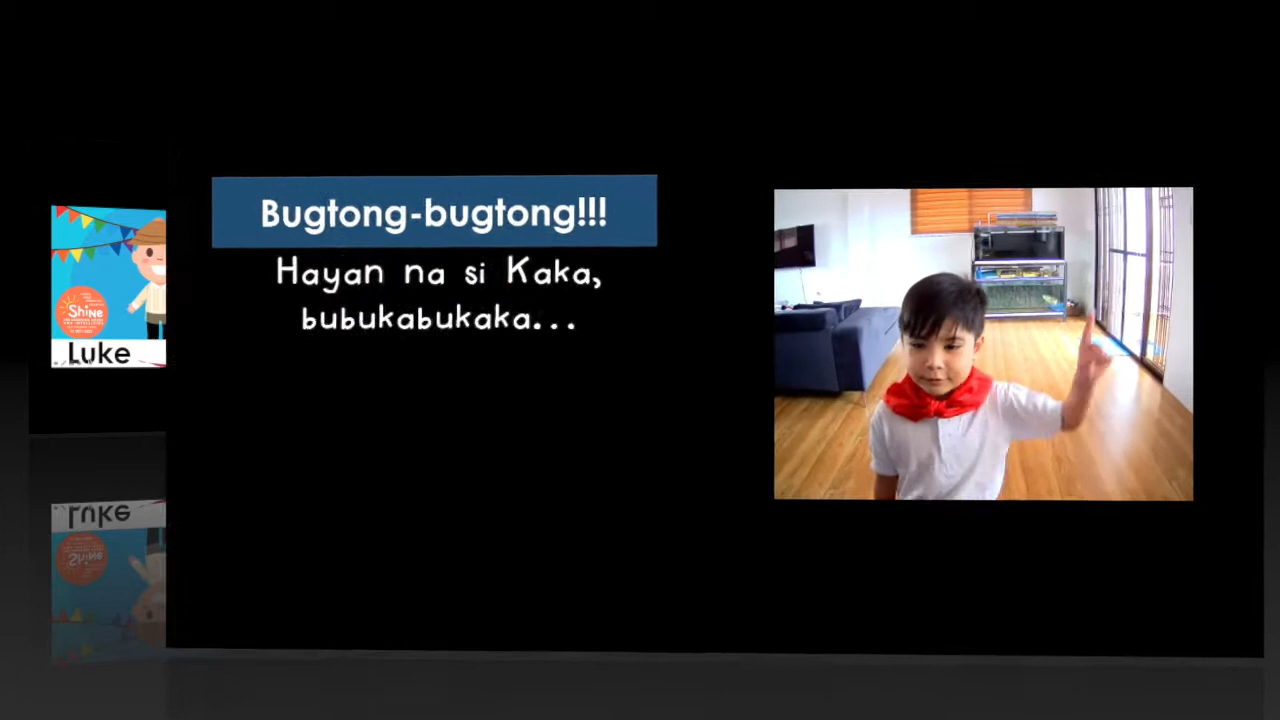 Bugtong-bugtong!!!
Hayan na si Kaka,
bubukabukaka...
Shine
Luke